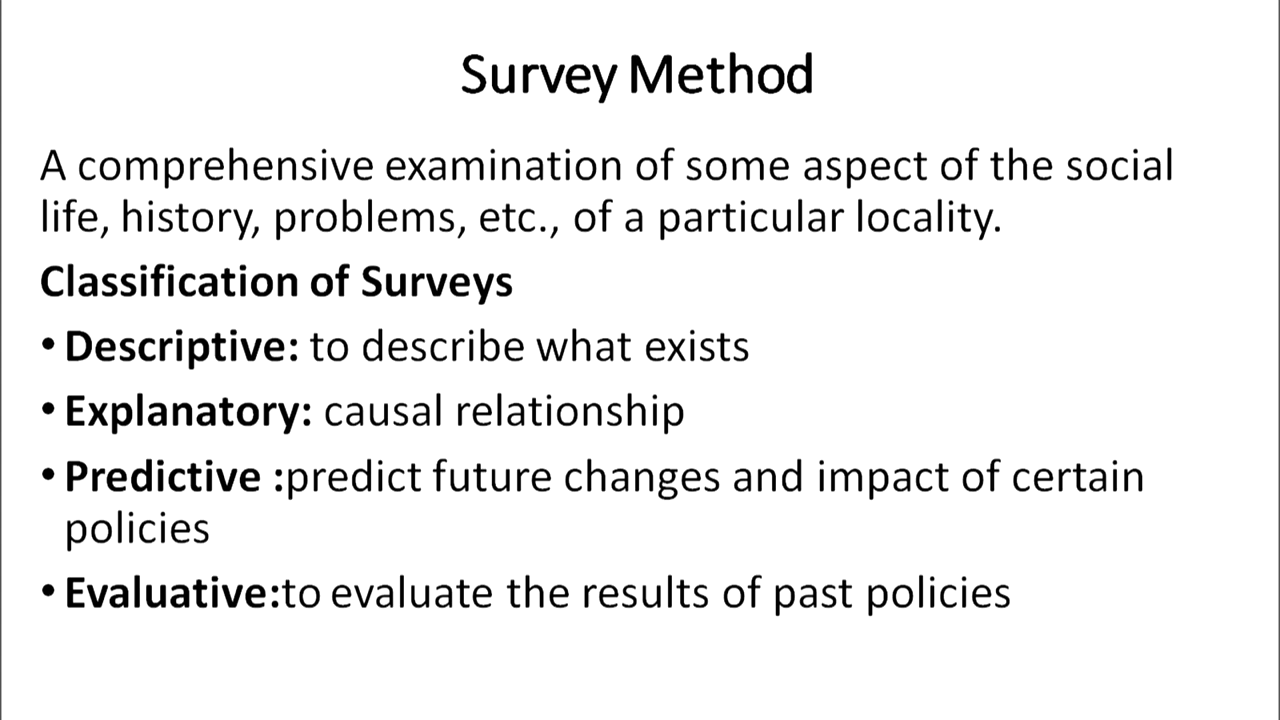 Survey Method
A comprehensive examination of some aspect of the social
life, history, problems, etc., of a particular locality.
Classification of Surveys
• Descriptive: to describe what exists
• Explanatory: causal relationship
• Predictive :predict future changes and impact of certain
policies
• Evaluative:to evaluate the results of past policies